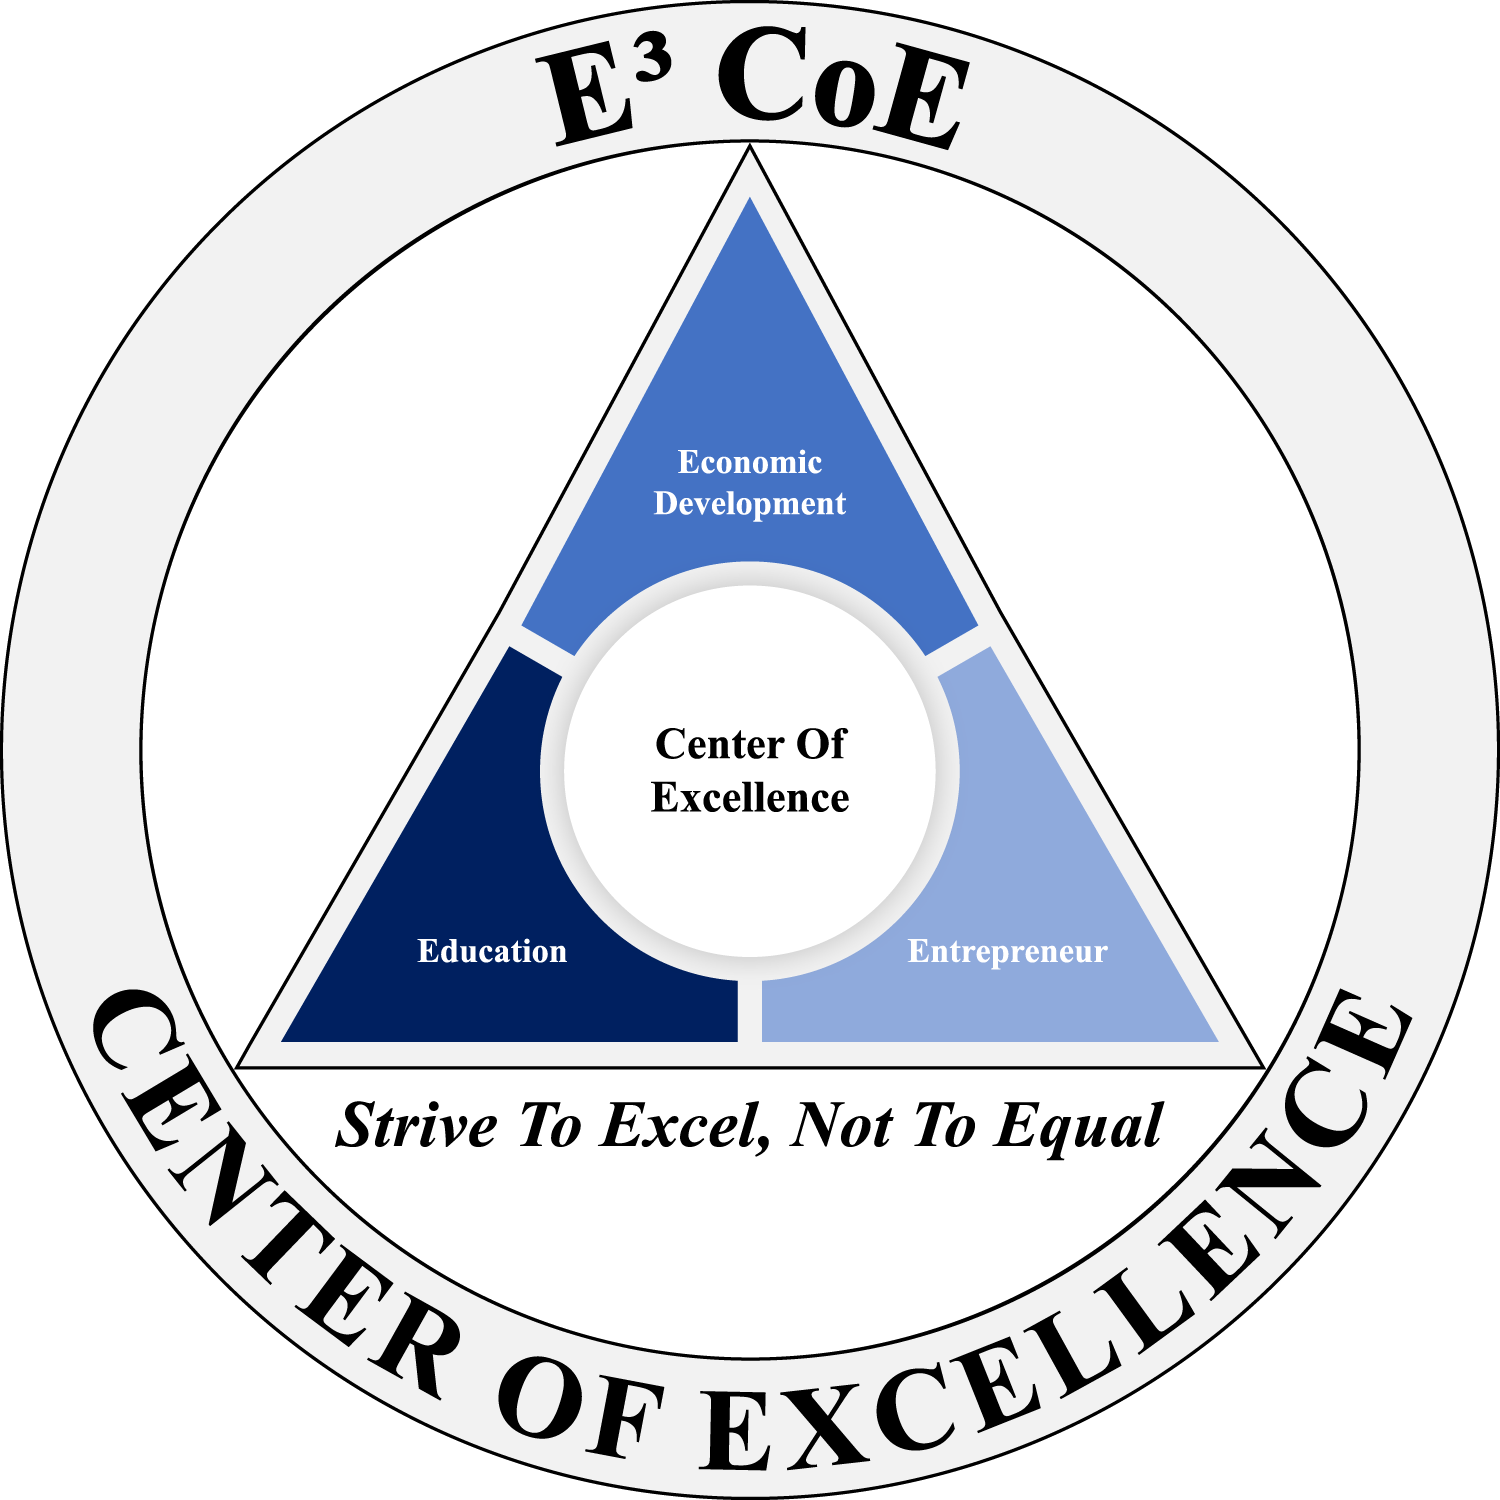 E³ CoE
Economic
Development
Center Of
Excellence
Education
Entrepreneur
Strive To Excel, Not To Equal
CENTER OF EXCELLENCE